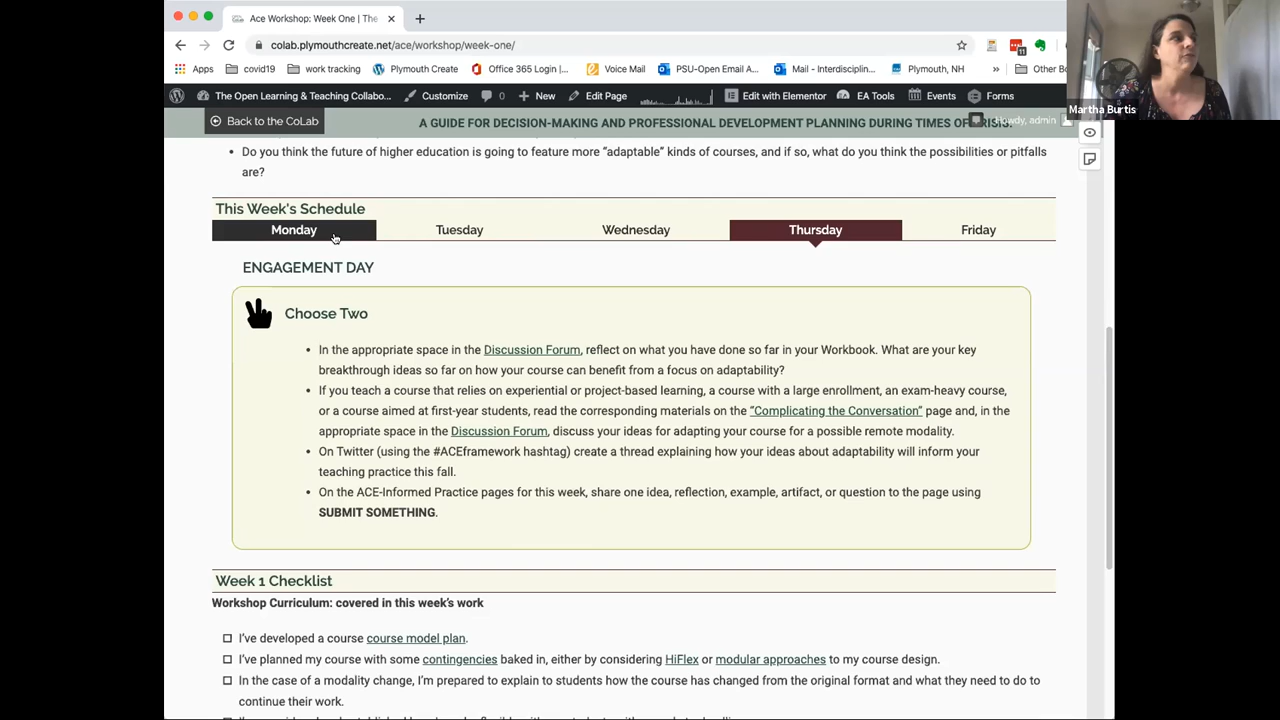 Ace Workshop: Week One | The
colab.plymouthcreate.net/ace/workshop/week-one/
11
Apps covid19 work tracking Plymouth Create Office 365 Login |... Voice Mail PSU-Open Email A... Mail - Interdisciplin... Plymouth, NH » Other Bo
Martha Burtis
The Open Learning & Teaching Collabo... Customize 0 New Edit Page Edit with Elementor EA Tools Events Forms
Howdy, admin
Back to the CoLab
A GUIDE FOR DECISION-MAKING AND PROFESSIONAL DEVELOPMENT PLANNING DURING TIMES OF CRISIS.
• Do you think the future of higher education is going to feature more “adaptable” kinds of courses, and if so, what do you think the possibilities or pitfalls
are?
This Week's Schedule
Monday Tuesday Wednesday Thursday Friday
ENGAGEMENT DAY
Choose Two
• In the appropriate space in the Discussion Forum, reflect on what you have done so far in your Workbook. What are your key
breakthrough ideas so far on how your course can benefit from a focus on adaptability?
• If you teach a course that relies on experiential or project-based learning, a course with a large enrollment, an exam-heavy course,
or a course aimed at first-year students, read the corresponding materials on the “Complicating the Conversation” page and, in the
appropriate space in the Discussion Forum, discuss your ideas for adapting your course for a possible remote modality.
• On Twitter (using the #ACEframework hashtag) create a thread explaining how your ideas about adaptability will inform your
teaching practice this fall.
• On the ACE-Informed Practice pages for this week, share one idea, reflection, example, artifact, or question to the page using
SUBMIT SOMETHING.
Week 1 Checklist
Workshop Curriculum: covered in this week’s work
I’ve developed a course course model plan.
I’ve planned my course with some contingencies baked in, either by considering HiFlex or modular approaches to my course design.
In the case of a modality change, I’m prepared to explain to students how the course has changed from the original format and what they need to do to
continue their work.